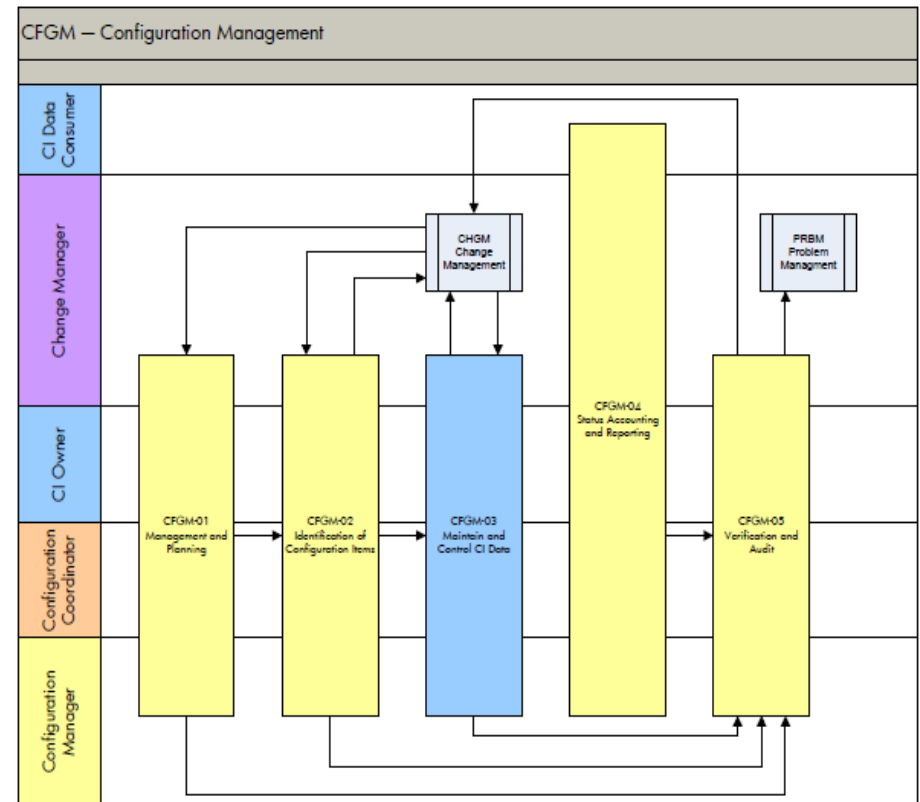 CFGM — Configuration Management
CI Data
Consumer
Change Manager
CI Owner
Configuration
Coordinator
Configuration
Manager
CHGM
Change
Management
PRBM
Problem
Managment
CFGM-01
Management and
Planning
CFGM-02
Identification of
Configuration Items
CFGM-03
Maintain and
Control CI Data
CFGM-04
Status Accounting
and Reporting
CFGM-05
Verification and
Audit